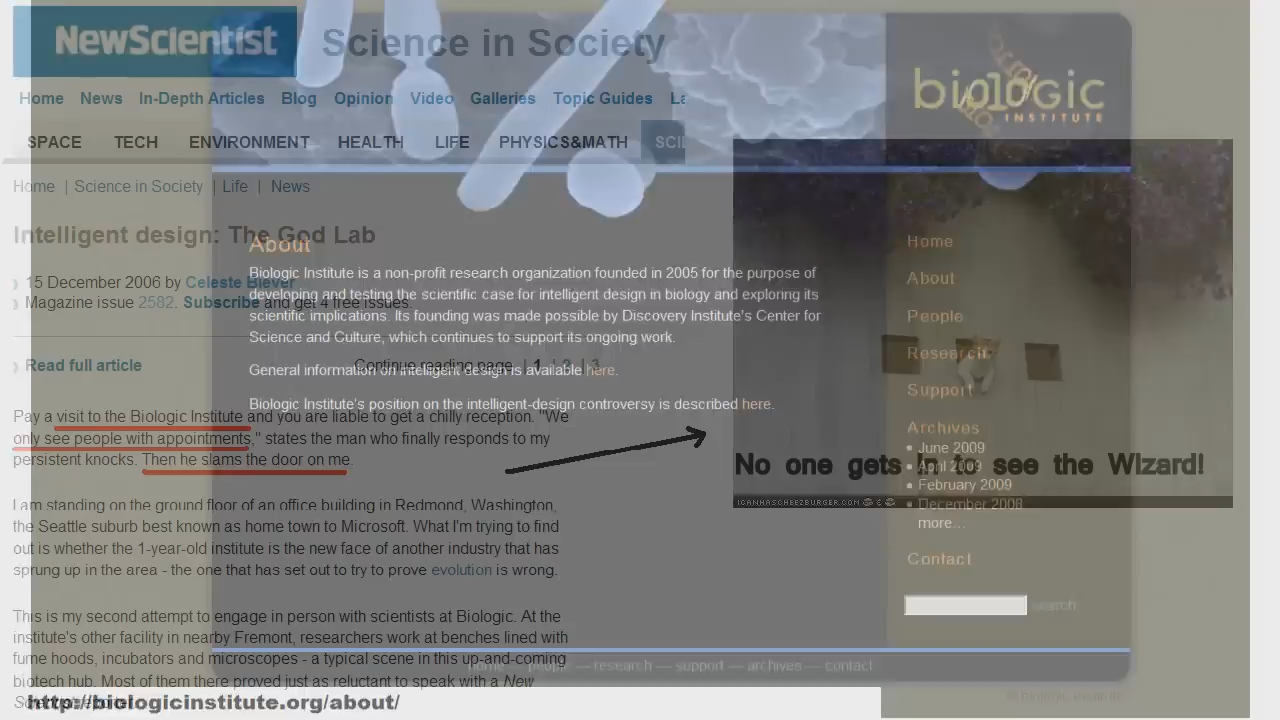 NewScientist
Science in Society
Home News In-Depth Articles Blog Opinion Video Galleries Topic Guides La
SPACE TECH ENVIRONMENT HEALTH LIFE PHYSICS&MATH SCI
Home | Science in Society | Life | News
Intelligent design: The God Lab
15 December 2006 by Celeste Biever
Magazine issue 2582. Subscribe and get 4 free issues.
Read full article
Continue reading page | 1 | 2 | 3
Pay a visit to the Biologic Institute and you are liable to get a chilly reception. "We
only see people with appointments," states the man who finally responds to my
persistent knocks. Then he slams the door on me.
I am standing on the ground floor of an office building in Redmond, Washington,
the Seattle suburb best known as home town to Microsoft. What I'm trying to find
out is whether the 1-year-old institute is the new face of another industry that has
sprung up in the area - the one that has set out to try to prove evolution is wrong.
This is my second attempt to engage in person with scientists at Biologic. At the
institute's other facility in nearby Fremont, researchers work at benches lined with
fume hoods, incubators and microscopes - a typical scene in this up-and-coming
biotech hub. Most of them there proved just as reluctant to speak with a New
http://biologicinstitute.org/about/
About
Biologic Institute is a non-profit research organization founded in 2005 for the purpose of
developing and testing the scientific case for intelligent design in biology and exploring its
scientific implications. Its founding was made possible by Discovery Institute's Center for
Science and Culture, which continues to support its ongoing work.
General information on intelligent design is available here.
Biologic Institute's position on the intelligent-design controversy is described here.
biologic
INSTITUTE
Home
About
People
Research
Support
Archives
• June 2009
• April 2009
• February 2009
• December 2008
more...
Contact
search
No one gets in to see the Wizard!
ICANHASCHEEZBURGER.COM
home — people — research — support — archives — contact